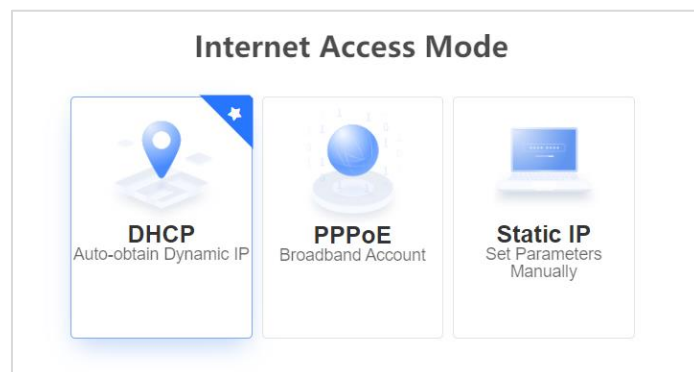 Internet Access Mode
DHCP
Auto-obtain Dynamic IP
PPPoE
Broadband Account
Static IP
Set Parameters
Manually